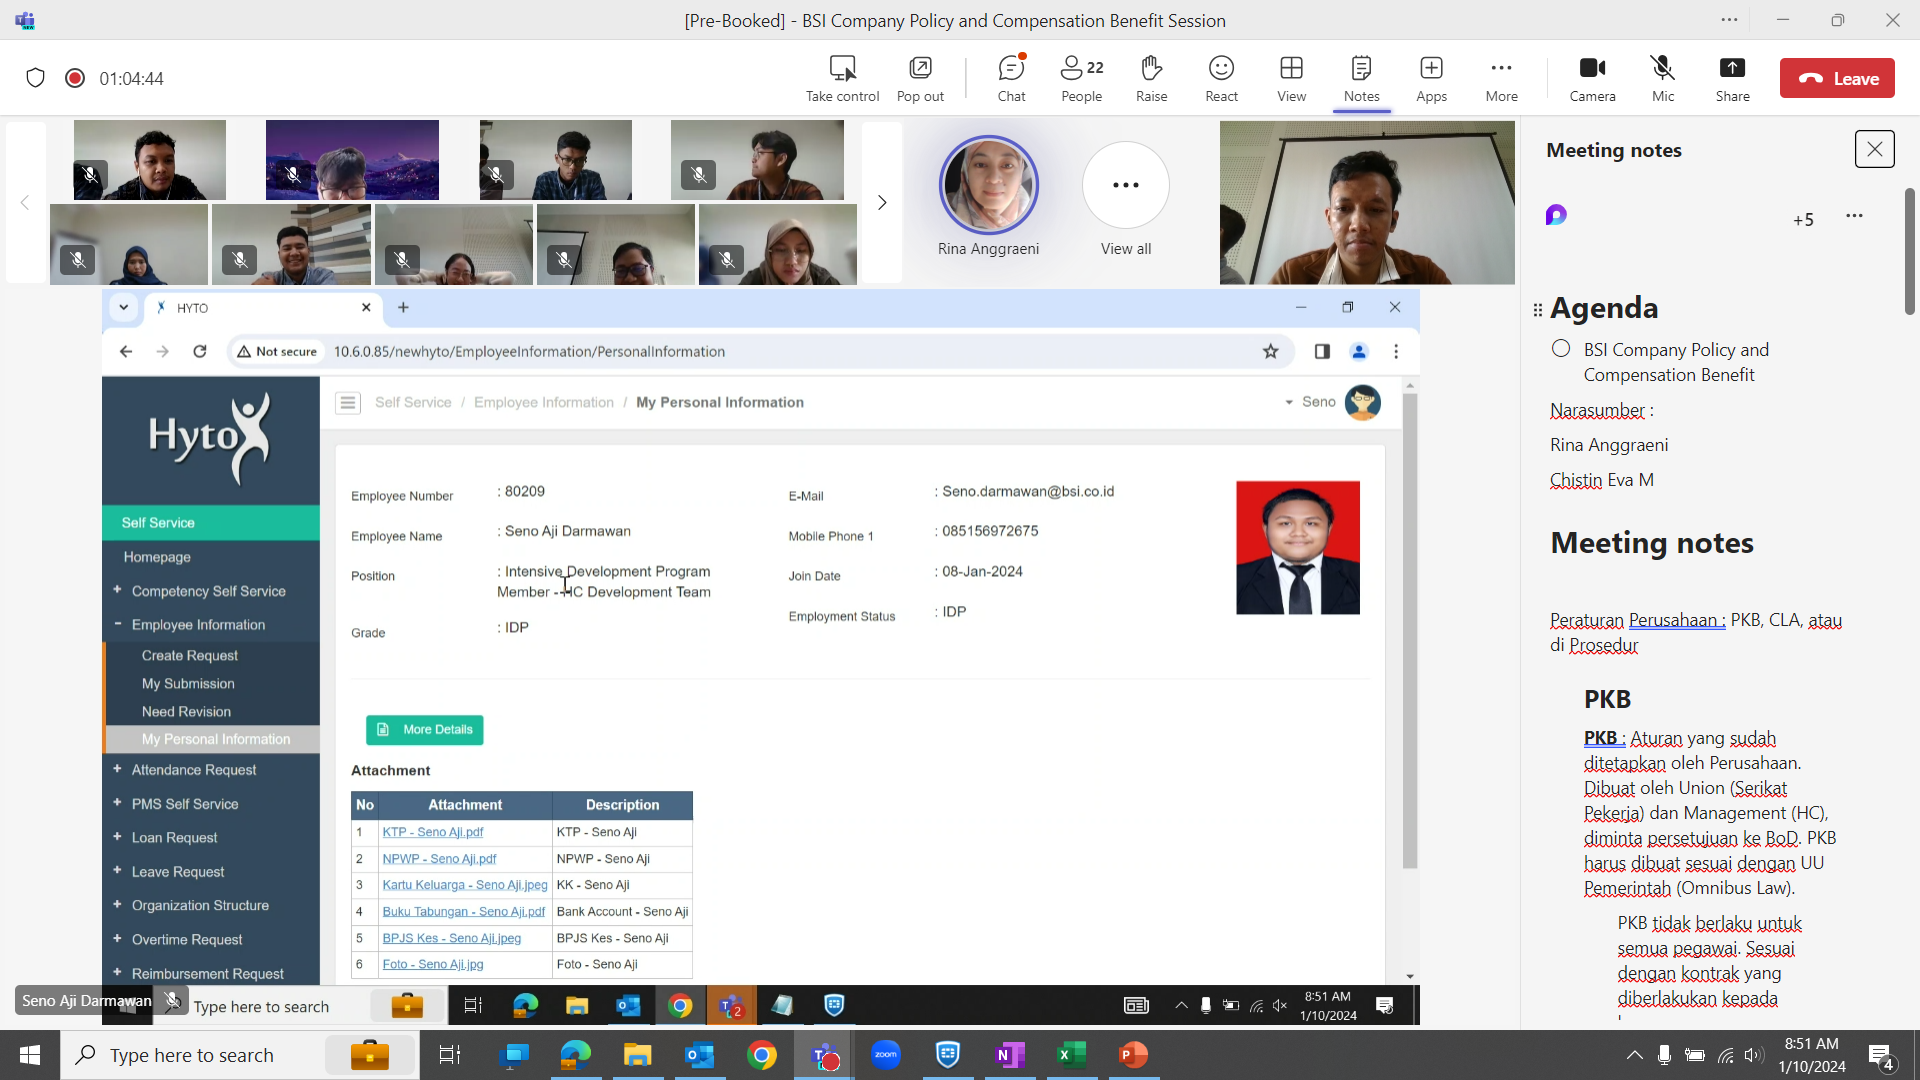 [Pre-Booked] - BSI Company Policy and Compensation Benefit Session
01:04:44
Take control
Pop out
Chat
22
People
Raise
React
View
Notes
Apps
More
Camera
Mic
Share
Leave
Rina Anggraeni
View all
HYTO
Not secure
10.6.0.85/newhyto/EmployeeInformation/PersonalInformation
Hyto
Self Service
Homepage
+ Competency Self Service
- Employee Information
Create Request
My Submission
Need Revision
My Personal Information
+ Attendance Request
+ PMS Self Service
+ Loan Request
+ Leave Request
+ Organization Structure
+ Overtime Request
+ Reimbursement Request
Self Service / Employee Information / My Personal Information
Seno
Employee Number : 80209
Employee Name : Seno Aji Darmawan
Position : Intensive Development Program
Member - HC Development Team
Grade : IDP
E-Mail : Seno.darmawan@bsi.co.id
Mobile Phone 1 : 085156972675
Join Date : 08-Jan-2024
Employment Status : IDP
More Details
Attachment
No Attachment Description
1 KTP - Seno Aji.pdf KTP - Seno Aji
2 NPWP - Seno Aji.pdf NPWP - Seno Aji
3 Kartu Keluarga - Seno Aji.jpeg KK - Seno Aji
4 Buku Tabungan - Seno Aji.pdf Bank Account - Seno Aji
5 BPJS Kes - Seno Aji.jpeg BPJS Kes - Seno Aji
6 Foto - Seno Aji.jpg Foto - Seno Aji
Seno Aji Darmawan
Type here to search
2
8:51 AM
1/10/2024
Meeting notes
+5
Agenda
BSI Company Policy and
Compensation Benefit
Narasumber :
Rina Anggraeni
Chistin Eva M
Meeting notes
Peraturan Perusahaan : PKB, CLA, atau
di Prosedur
PKB
PKB : Aturan yang sudah
ditetapkan oleh Perusahaan.
Dibuat oleh Union (Serikat
Pekerja) dan Management (HC),
diminta persetujuan ke BoD. PKB
harus dibuat sesuai dengan UU
Pemerintah (Omnibus Law).
PKB tidak berlaku untuk
semua pegawai. Sesuai
dengan kontrak yang
diberlakukan kepada
Type here to search
zoom
8:51 AM
1/10/2024
4